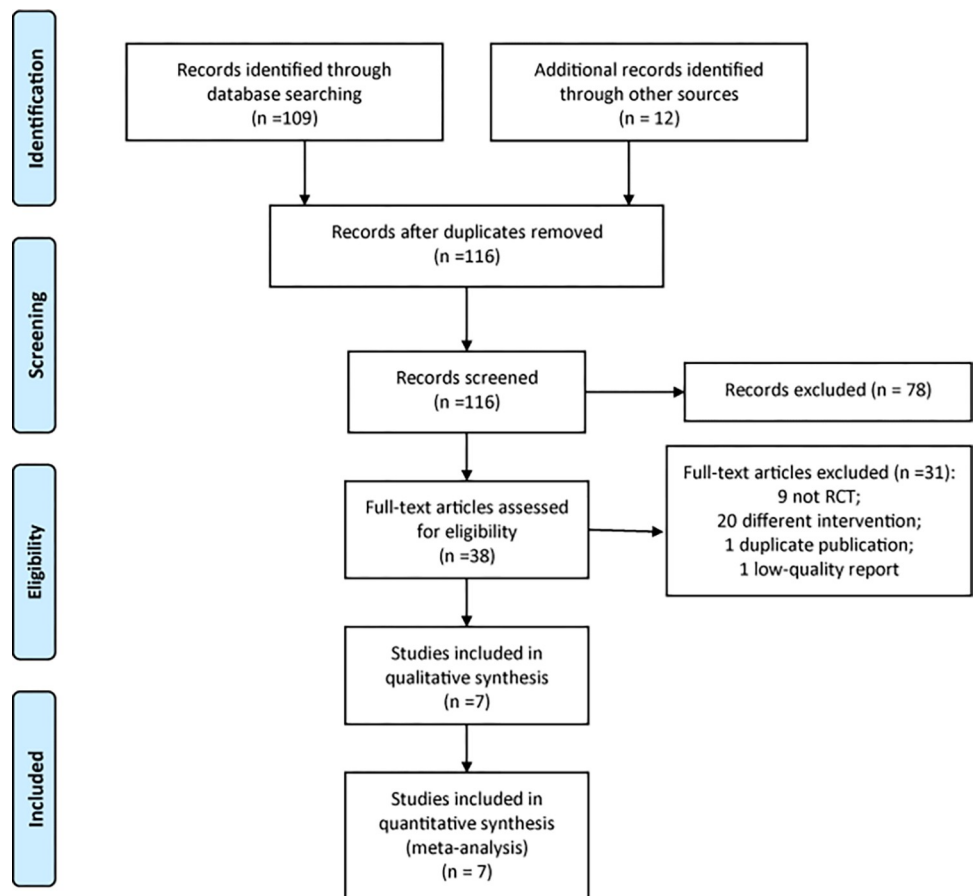 Identification
Records identified through
database searching
(n =109)
Additional records identified
through other sources
(n = 12)
Records after duplicates removed
(n =116)
Screening
Records screened
(n =116)
Records excluded (n = 78)
Eligibility
Full-text articles assessed
for eligibility
(n =38)
Full-text articles excluded (n =31):
9 not RCT;
20 different intervention;
1 duplicate publication;
1 low-quality report
Studies included in
qualitative synthesis
(n =7)
Included
Studies included in
quantitative synthesis
(meta-analysis)
(n = 7)